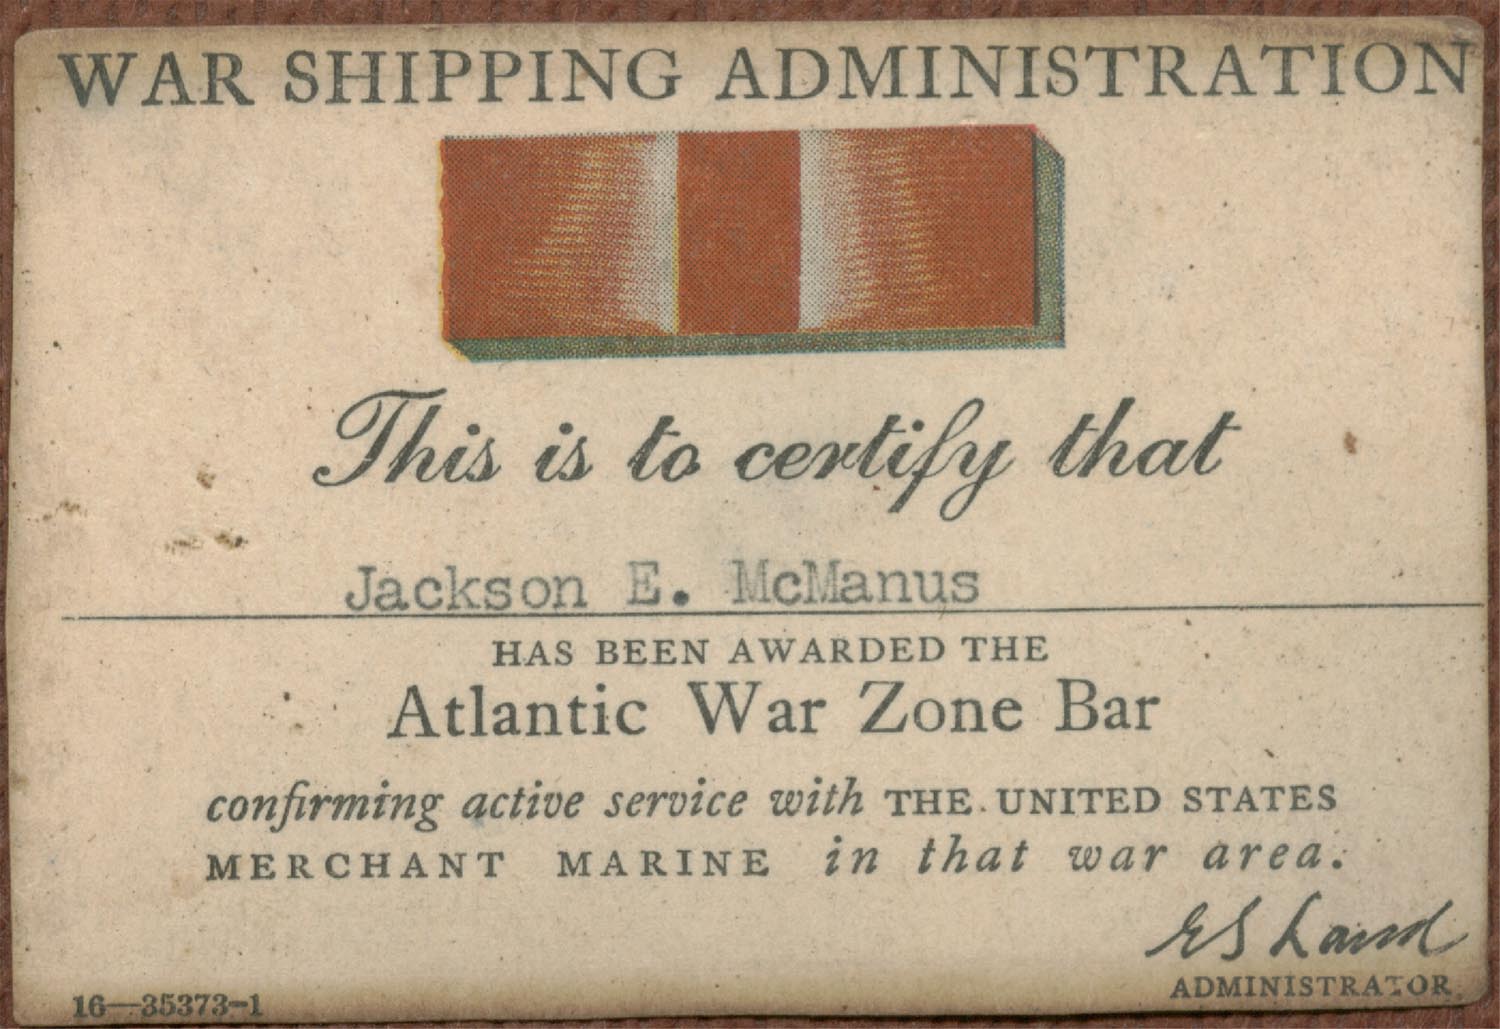 WAR SHIPPING ADMINISTRATION
This is to certify that
Jackson E. McManus
HAS BEEN AWARDED THE
Atlantic War Zone Bar
confirming active service with THE UNITED STATES
MERCHANT MARINE in that war area.
E S Land
ADMINISTRATOR
16—35373-1